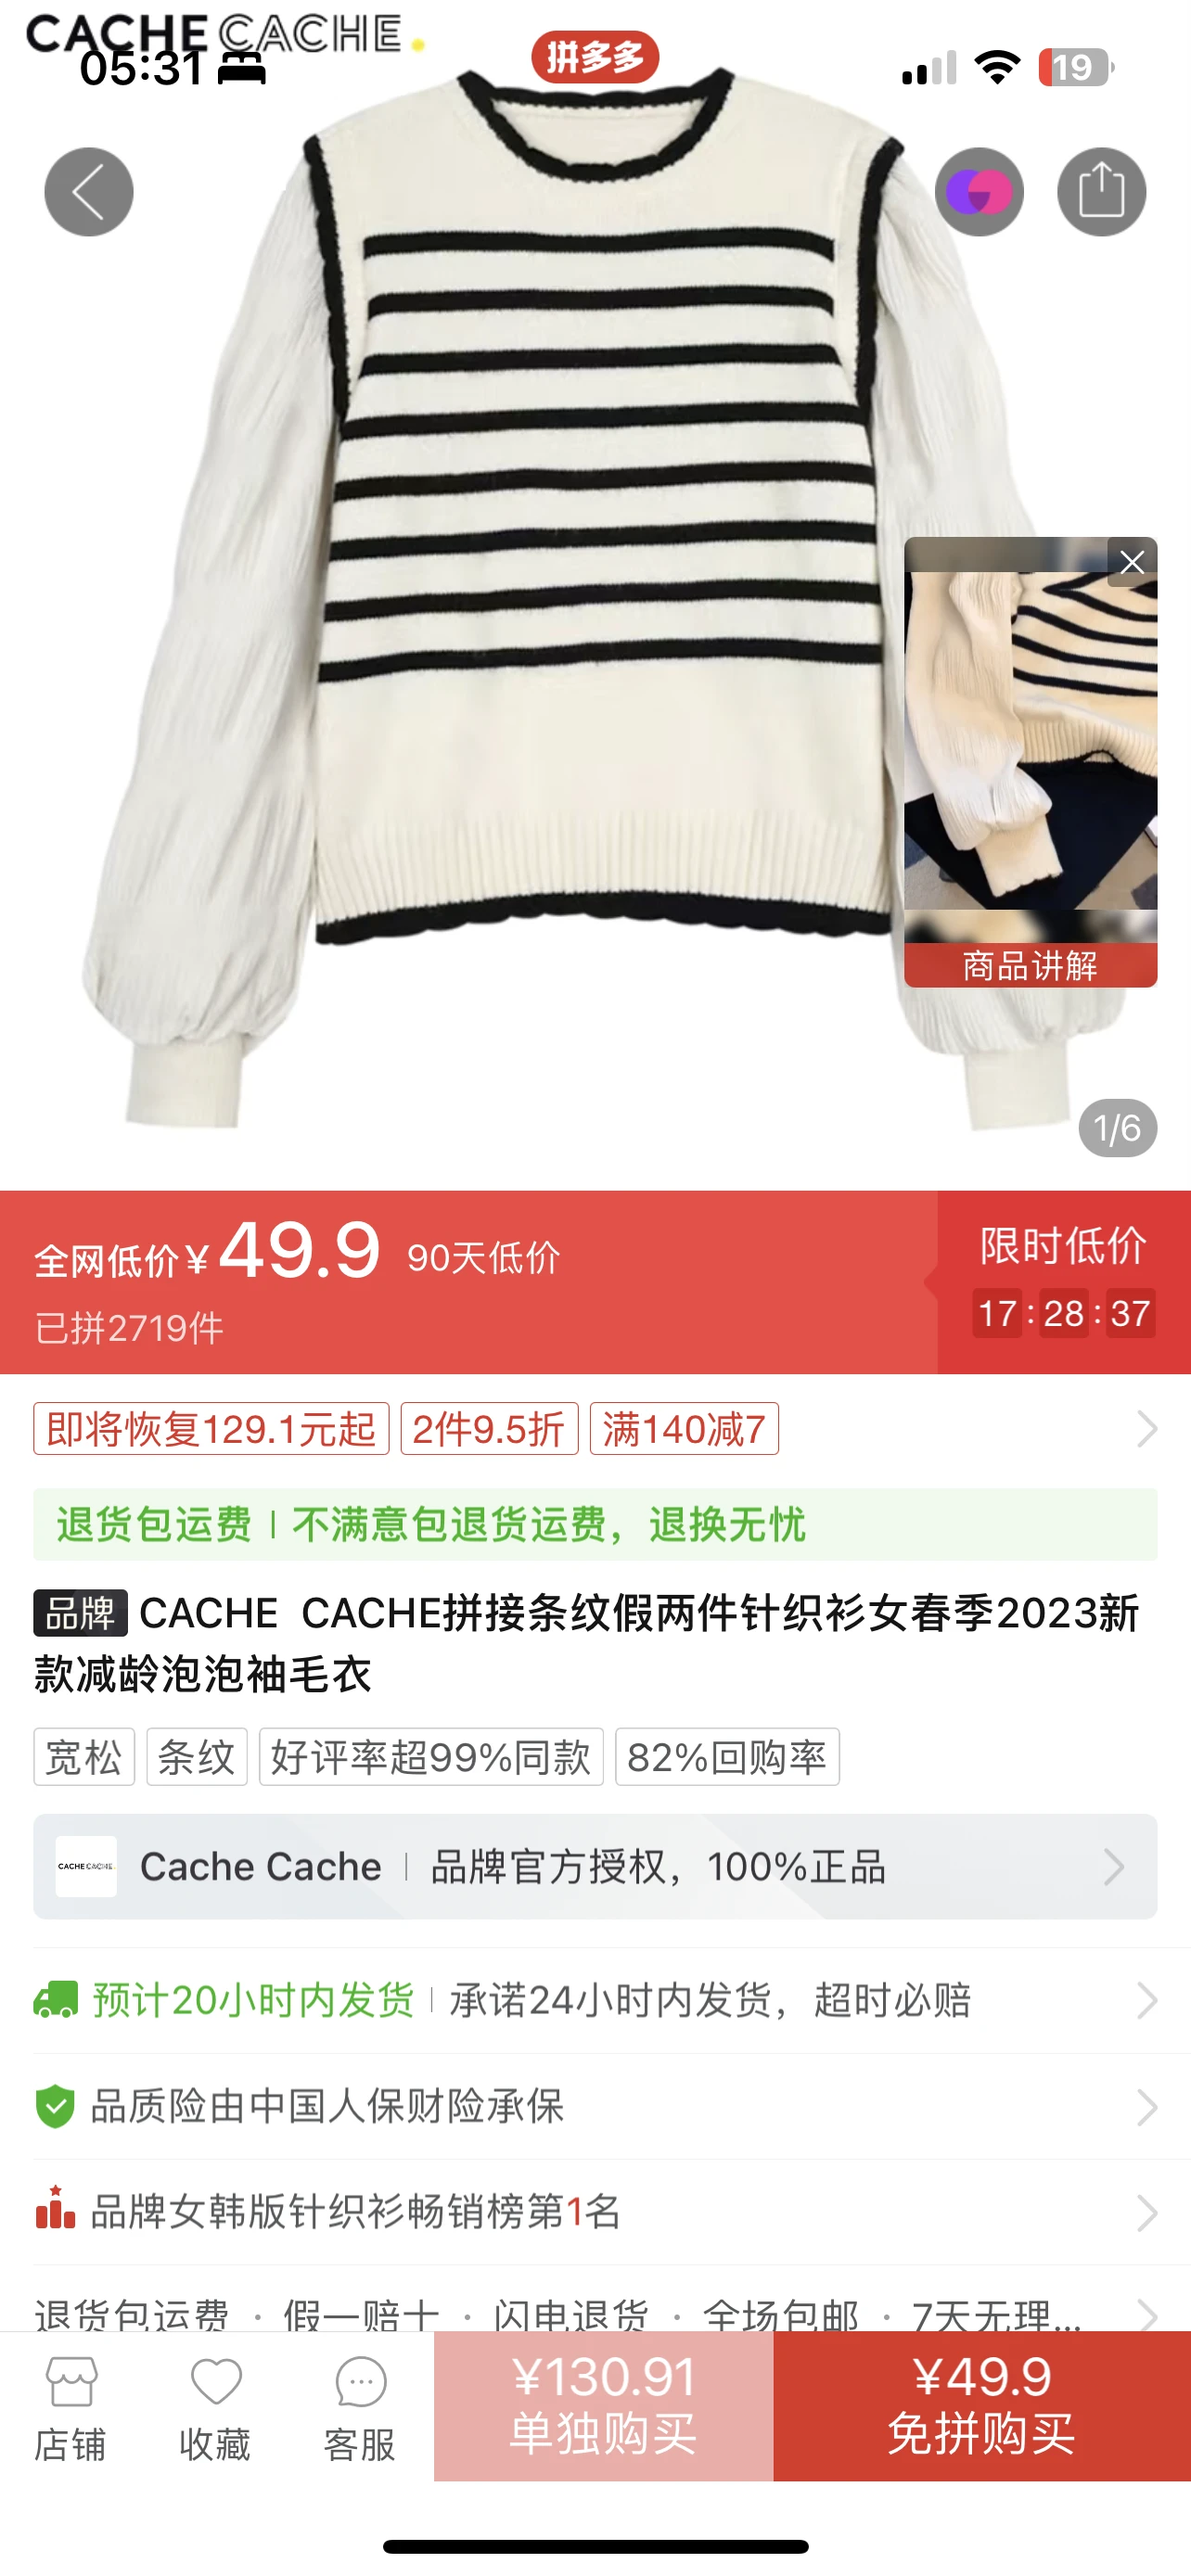 CACHE CACHE
拼多多
05:31
19
商品讲解
1/6
全网低价¥49.9 90天低价
限时低价
已拼2719件
17:28:37
即将恢复129.1元起 2件9.5折 满140减7
退货包运费 | 不满意包退货运费，退换无忧
品牌 CACHE CACHE拼接条纹假两件针织衫女春季2023新
款减龄泡泡袖毛衣
宽松 条纹 好评率超99%同款 82%回购率
CACHE CACHE Cache Cache | 品牌官方授权，100%正品
预计20小时内发货 | 承诺24小时内发货，超时必赔
品质险由中国人保财险承保
品牌女韩版针织衫畅销榜第1名
退货包运费 · 假一赔十 · 闪电退货 · 全场包邮 · 7天无理...
店铺
收藏
客服
¥130.91
单独购买
¥49.9
免拼购买